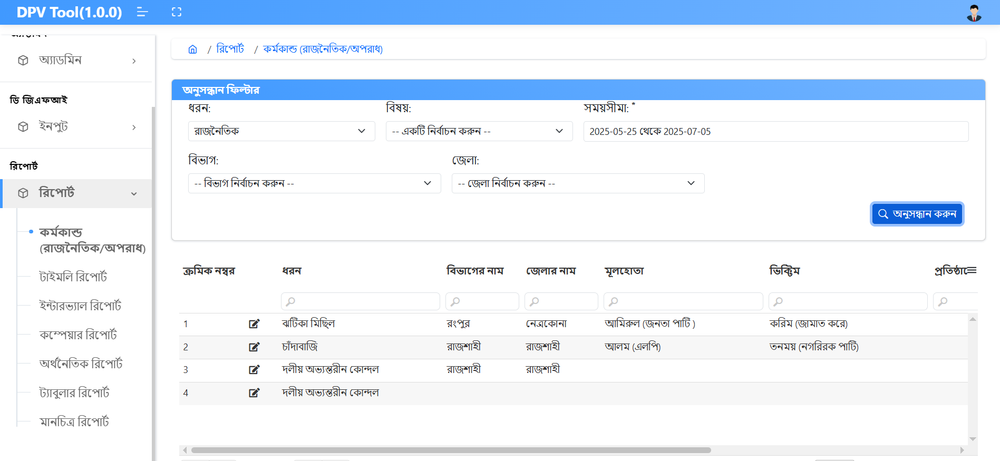 DPV Tool(1.0.0)
অ্যাডমিন
অ্যাডমিন
ডি জিএফআই
ইনপুট
রিপোর্ট
রিপোর্ট
কর্মকান্ড
(রাজনৈতিক/অপরাধ)
টাইমলি রিপোর্ট
ইন্টারভ্যাল রিপোর্ট
কম্পেয়ার রিপোর্ট
অর্থনৈতিক রিপোর্ট
ট্যাবুলার রিপোর্ট
মানচিত্র রিপোর্ট
/ রিপোর্ট / কর্মকান্ড (রাজনৈতিক/অপরাধ)
অনুসন্ধান ফিল্টার
ধরন: বিষয়: সময়সীমা: *
রাজনৈতিক -- একটি নির্বাচন করুন -- 2025-05-25 থেকে 2025-07-05
বিভাগ: জেলা:
-- বিভাগ নির্বাচন করুন -- -- জেলা নির্বাচন করুন --
অনুসন্ধান করুন
ক্রমিক নম্বর ধরন বিভাগের নাম জেলার নাম মূলহোতা ভিক্টিম
1 ঝটিকা মিছিল রংপুর নেত্রকোনা আমিরুল (জনতা পাটি ) করিম (জামাত করে)
2 চাঁদাবাজি রাজশাহী রাজশাহী আলম (এলপি) তনময় (নগরিরক পাটি)
3 দলীয় অভ্যন্তরীন কোন্দল রাজশাহী রাজশাহী
4 দলীয় অভ্যন্তরীন কোন্দল